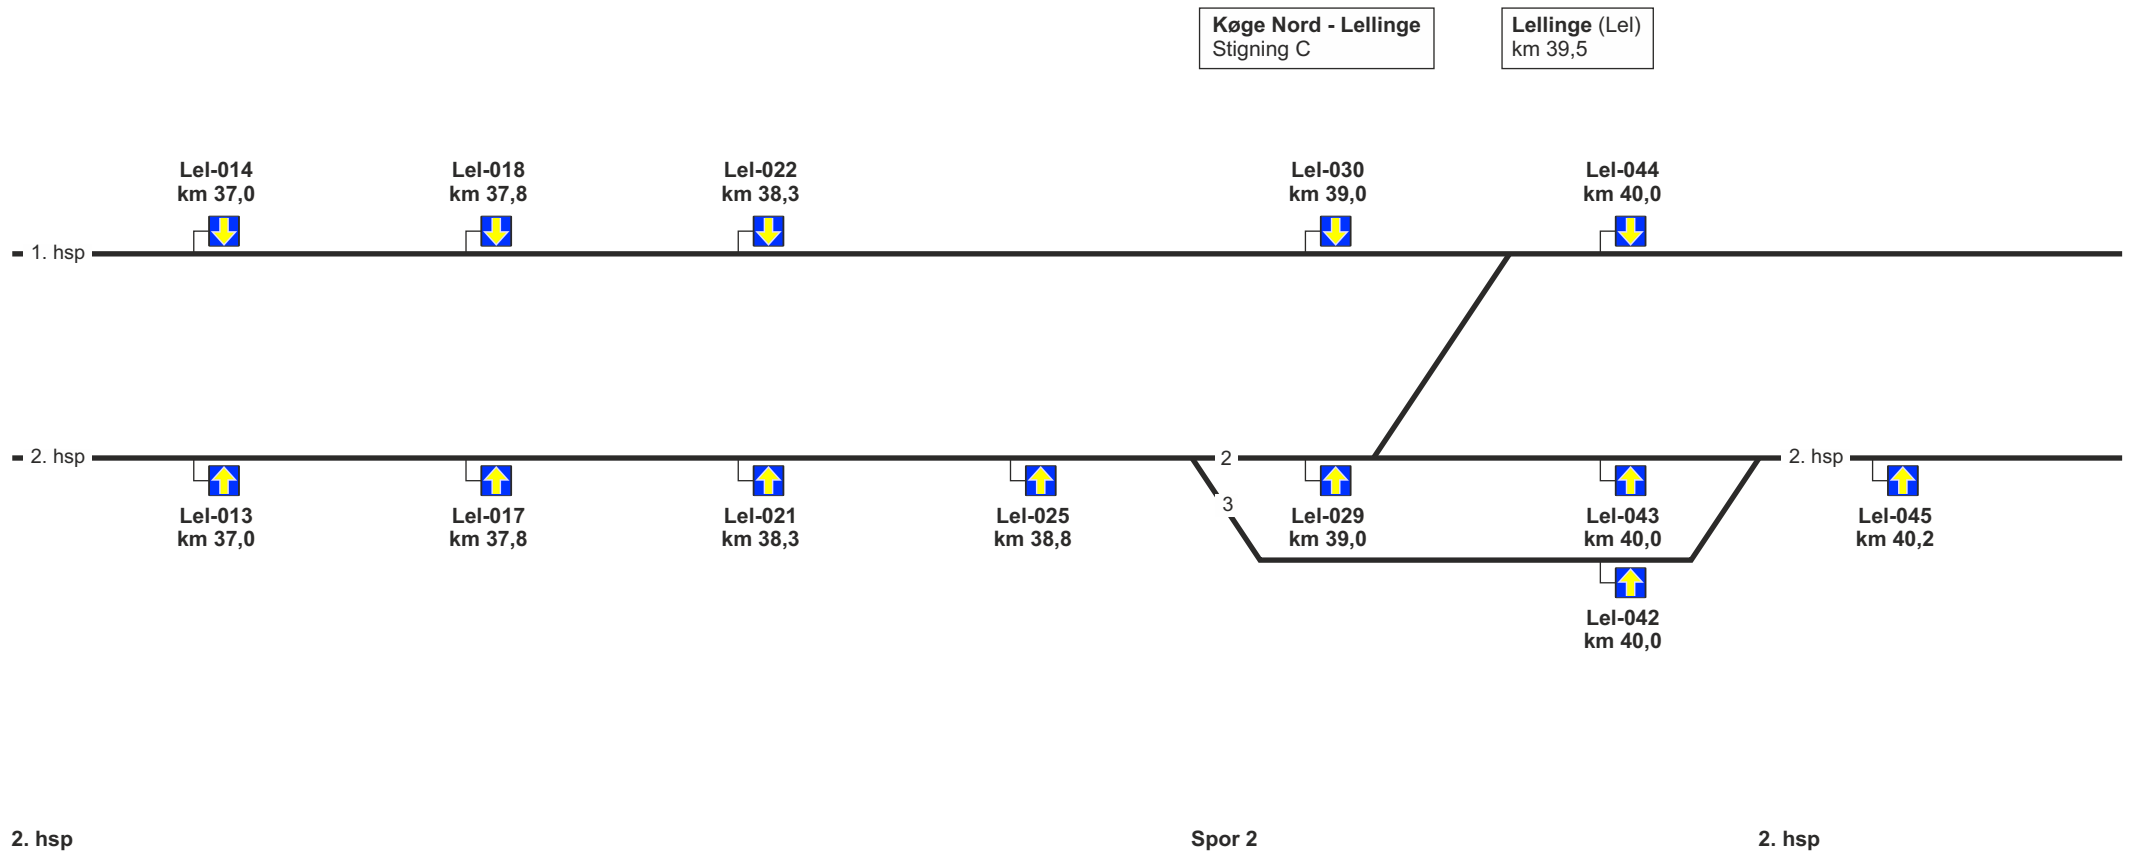 Køge Nord - Lellinge
Stigning C
Lellinge (Lel)
km 39,5
Lel-014
km 37,0
Lel-018
km 37,8
Lel-022
km 38,3
Lel-030
km 39,0
Lel-044
km 40,0
1. hsp
2. hsp
2
2. hsp
3
Lel-013
km 37,0
Lel-017
km 37,8
Lel-021
km 38,3
Lel-025
km 38,8
Lel-029
km 39,0
Lel-043
km 40,0
Lel-045
km 40,2
Lel-042
km 40,0
2. hsp
Spor 2
2. hsp